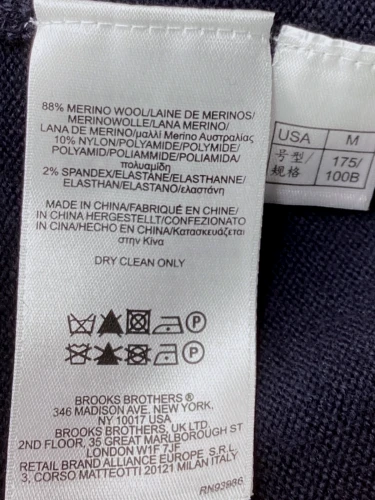 88% MERINO WOOL/LAINE DE MERINOS/
MERINOWOLLE/LANA MERINO/
LANA DE MERINO/μαλλί Merino Αυστραλίας
10% NYLON/POLYAMIDE/POLYMIDE/
POLYAMID/POLIAMMIDE/POLIAMIDA/
πολυαμίδη
2% SPANDEX/ELASTANE/ELASTHANNE/
ELASTHAN/ELASTANO/ελαστάνη
MADE IN CHINA/FABRIQUÉ EN CHINE/
IN CHINA HERGESTELLT/CONFEZIONATO
IN CINA/HECHO EN CHINA/Κατασκευάζεται
στην Κίνα
DRY CLEAN ONLY
P
P
BROOKS BROTHERS ®
346 MADISON AVE. NEW YORK,
NY 10017 USA
BROOKS BROTHERS, UK LTD.
2ND FLOOR, 35 GREAT MARLBOROUGH ST
LONDON W1F 7JF
RETAIL BRAND ALLIANCE EUROPE S.R.L.
3, CORSO MATTEOTTI 20121 MILAN ITALY
RN93986
USA M
号型/ 175/
规格 100B